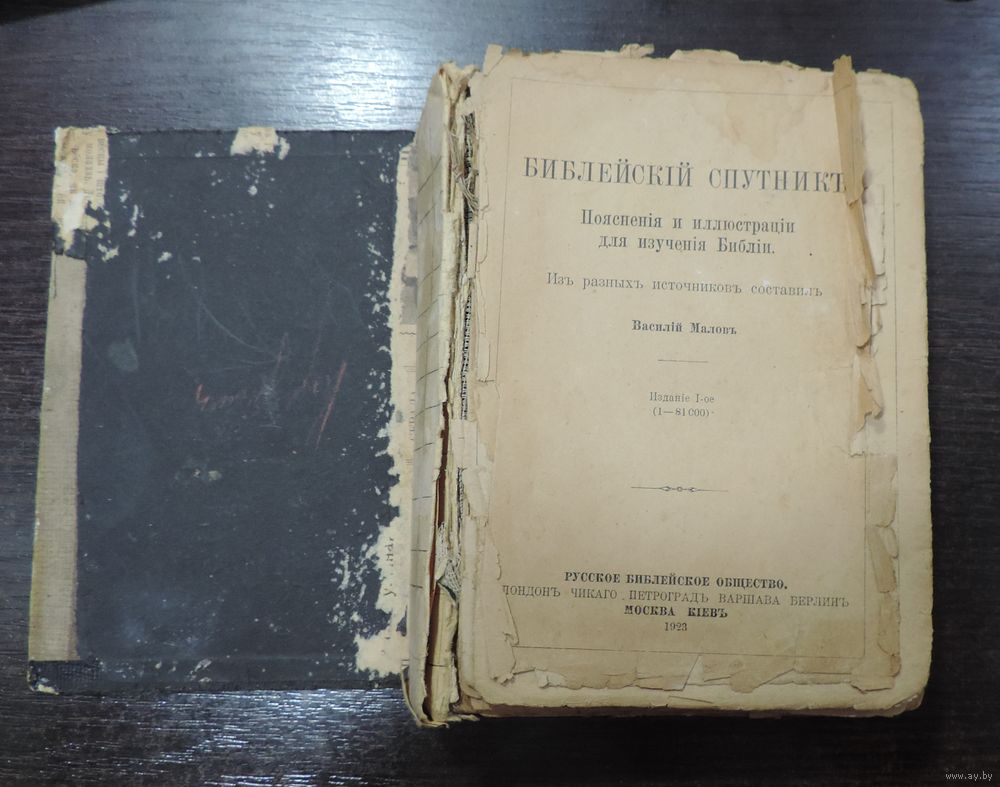 БИБЛЕЙСКІЙ СПУТНИКЪ
Поясненія и иллюстраціи
для изученія Библіи.
Изъ разныхъ источниковъ составилъ
Василій Маловъ
Изданіе I-ое
(1—81 000)
РУССКОЕ БИБЛЕЙСКОЕ ОБЩЕСТВО.
ЛОНДОНЪ ЧИКАГО ПЕТРОГРАДЪ ВАРШАВА БЕРЛИНЪ
МОСКВА КІЕВЪ
1923
www.ay.by